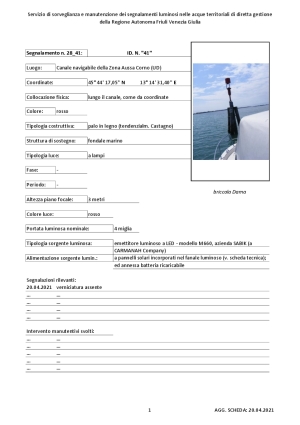 Servizio di sorveglianza e manutenzione dei segnalamenti luminosi nelle acque territoriali di diretta gestione
della Regione Autonoma Friuli Venezia Giulia
Segnalamento n. 28_41: ID. N. "41"
Luogo: Canale navigabile della Zona Aussa Corno (UD)
Coordinate: 45° 44' 17,05" N 13° 14' 31,40" E
Collocazione fisica: lungo il canale, come da coordinate
Colore: rosso
Tipologia costruttiva: palo in legno (tendenzialm. Castagno)
Struttura di sostegno: fondale marino
Tipologia luce: a lampi
Fase: -
Periodo: -
Altezza piano focale: 3 metri
Colore luce: rosso
Portata luminosa nominale: 4 miglia
Tipologia sorgente luminosa: emettitore luminoso a LED - modello M660, azienda SABIK (a
CARMANAH Company)
Alimentazione sorgente lumin.: a pannelli solari incorporati nel fanale luminoso (v. scheda tecnica);
ed annessa batteria ricaricabile
briccola Dama
Segnalazioni rilevanti:
20.04.2021 verniciatura assente
... ...
... ...
... ...
... ...
Intervento manutentivi svolti:
... ...
... ...
... ...
... ...
1 AGG. SCHEDA: 20.04.2021